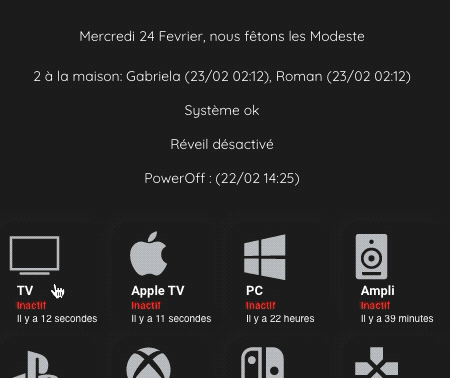 Mercredi 24 Fevrier, nous fêtons les Modeste
2 à la maison: Gabriela (23/02 02:12), Roman (23/02 02:12)
Système ok
Réveil désactivé
PowerOff : (22/02 14:25)
TV Apple TV PC Ampli
Inactif Inactif Inactif Inactif
Il y a 12 secondes Il y a 11 secondes Il y a 22 heures Il y a 39 minutes